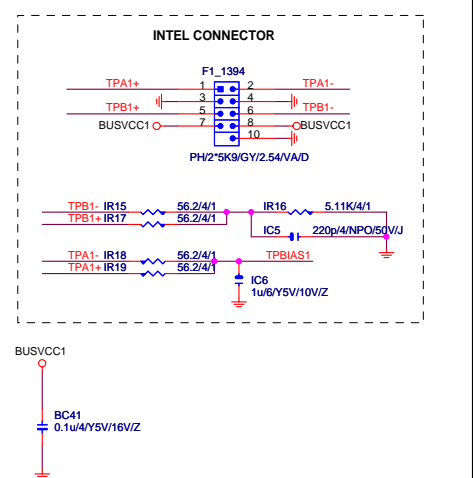 INTEL CONNECTOR
F1_1394
TPA1+ 1 2 TPA1-
3 4
TPB1+ 5 6 TPB1-
BUSVCC1 7 8 BUSVCC1
10
PH/2*5K9/GY/2.54/VA/D
TPB1- IR15 56.2/4/1 IR16 5.11K/4/1
TPB1+ IR17 56.2/4/1
IC5 220p/4/NPO/50V/J
TPA1- IR18 56.2/4/1 TPBIAS1
TPA1+ IR19 56.2/4/1
IC6
1u/6/Y5V/10V/Z
BUSVCC1
BC41
0.1u/4/Y5V/16V/Z